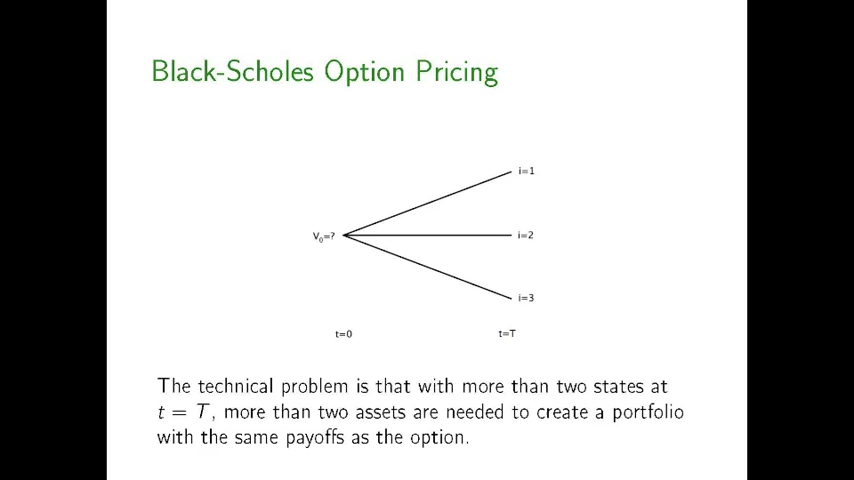 Black-Scholes Option Pricing
i=1
V₀=?
i=2
i=3
t=0
t=T
The technical problem is that with more than two states at
t = T, more than two assets are needed to create a portfolio
with the same payoffs as the option.